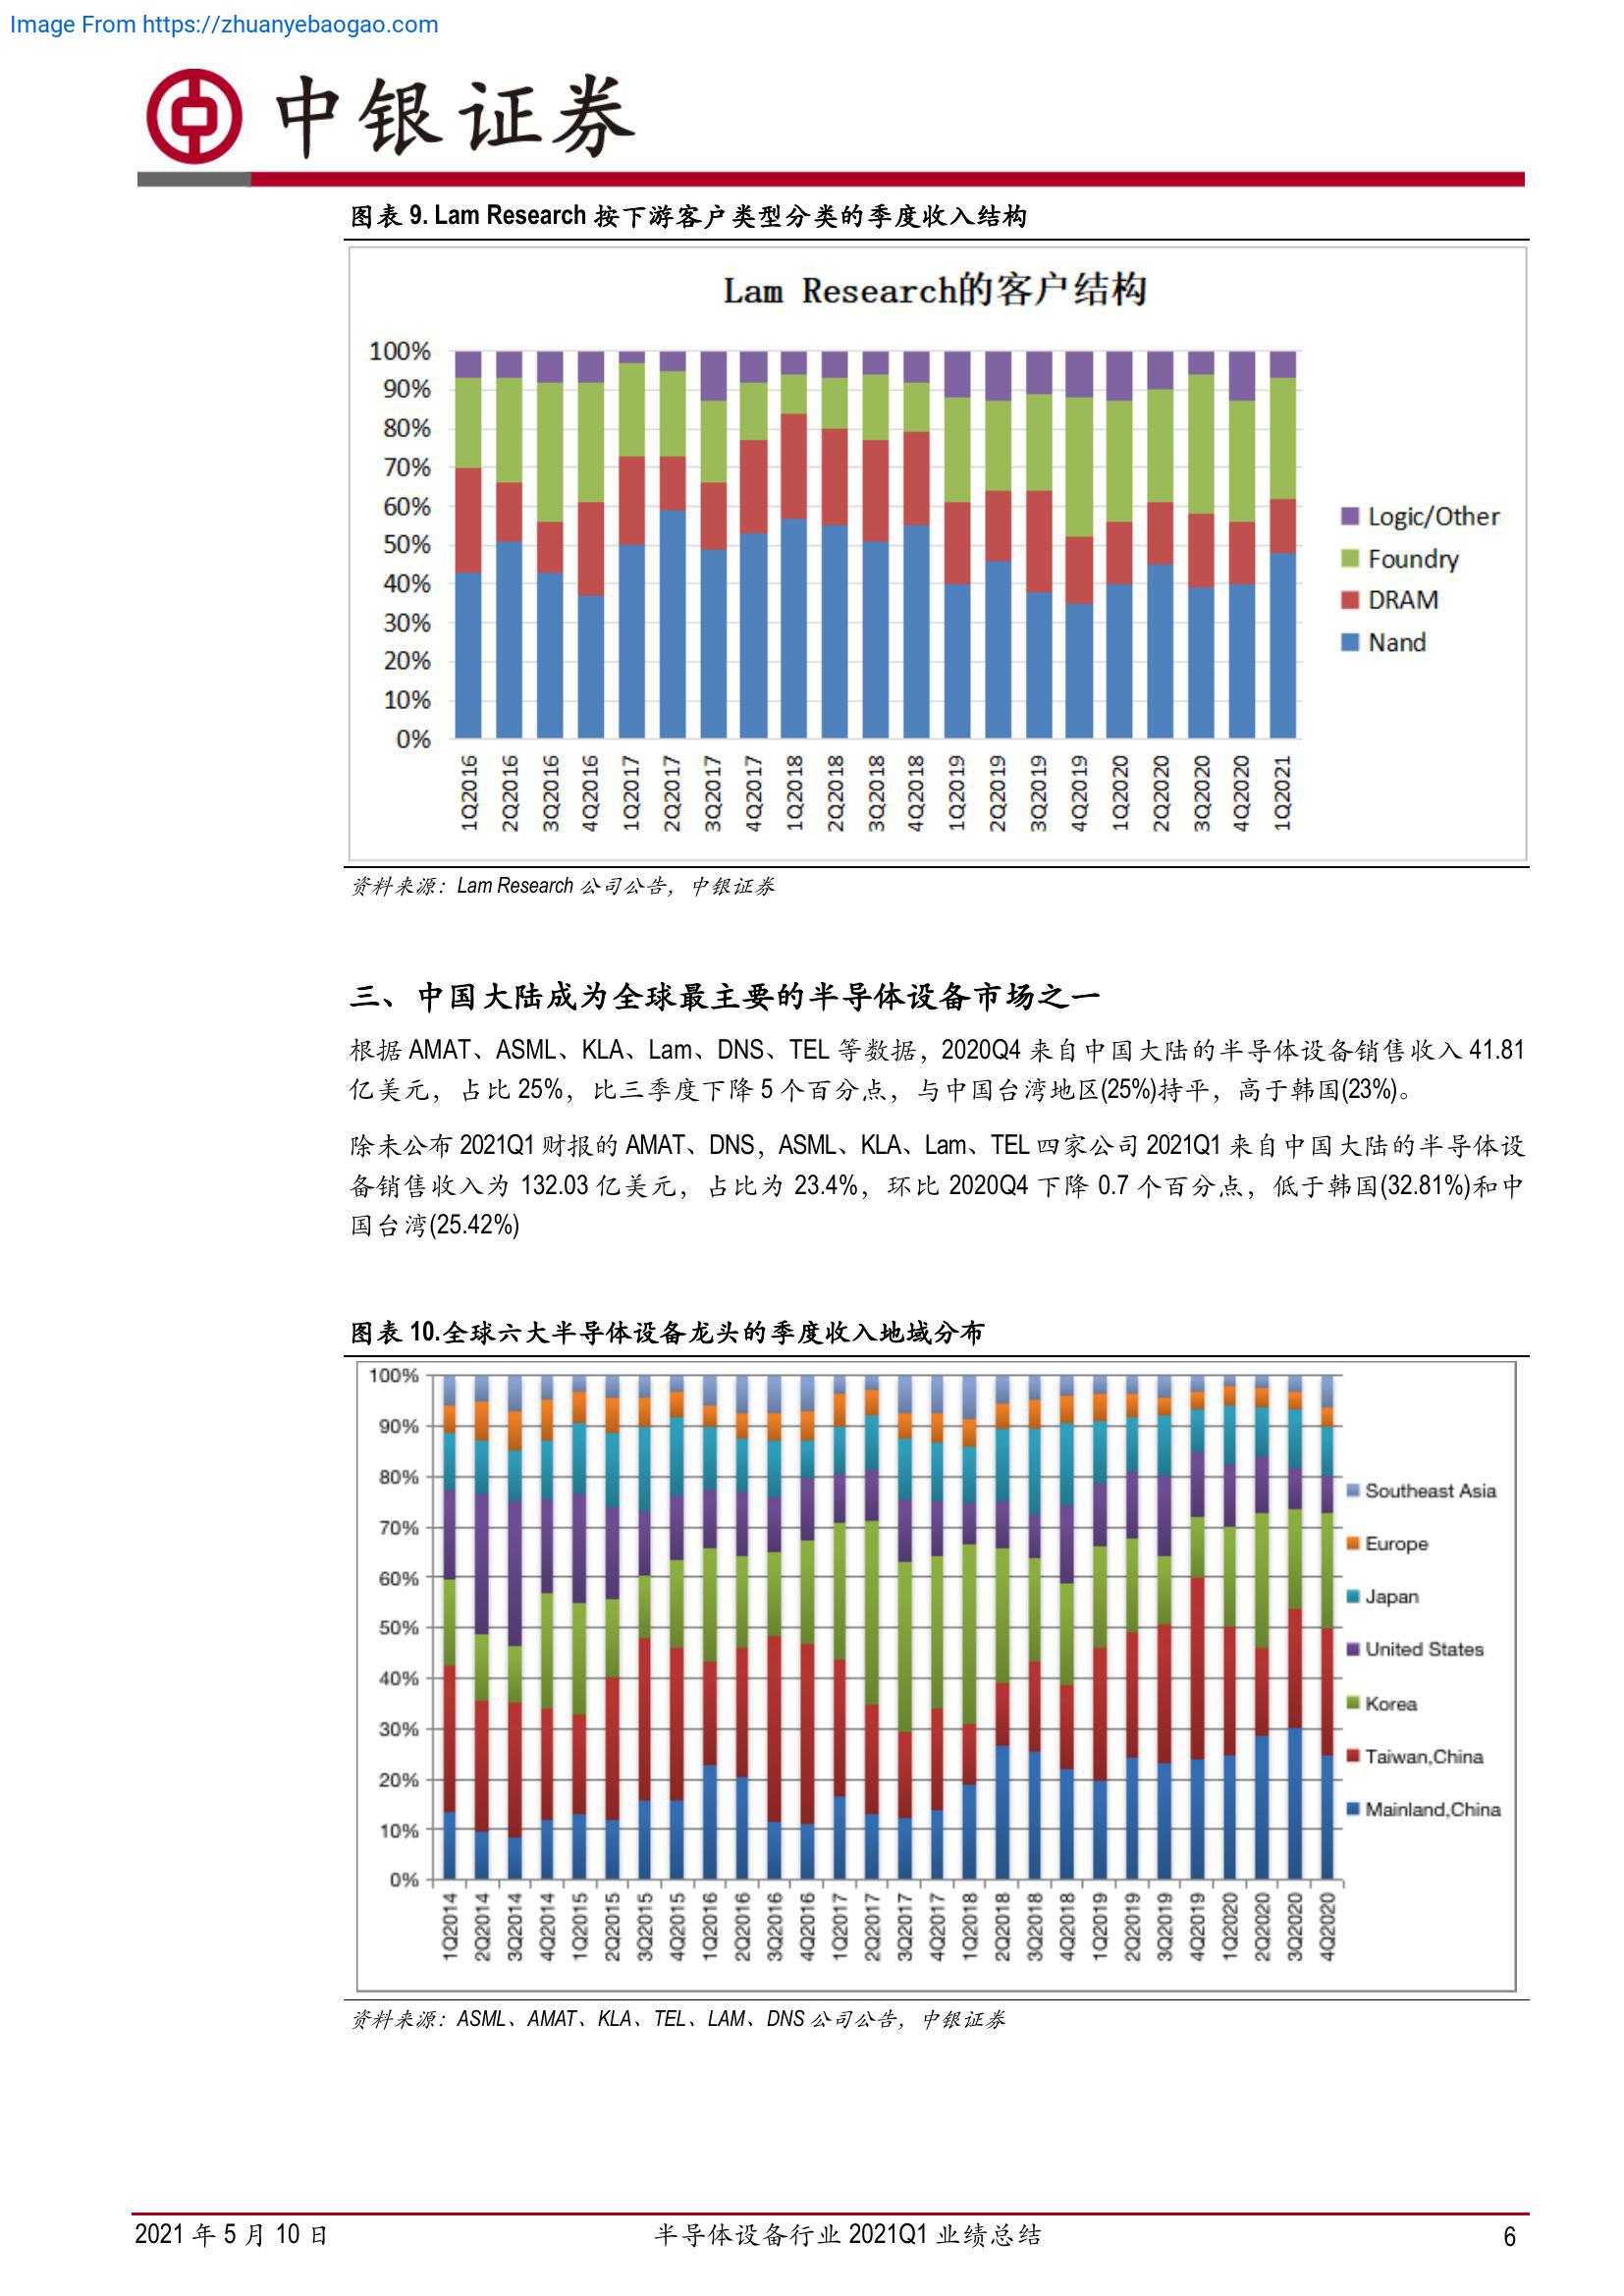 Image From https://zhuanyebaogao.com
中银证券
图表 9. Lam Research 按下游客户类型分类的季度收入结构
Lam Research的客户结构
100%
90%
80%
70%
60%
50%
40%
30%
20%
10%
0%
Logic/Other
Foundry
DRAM
Nand
1Q2016
2Q2016
3Q2016
4Q2016
1Q2017
2Q2017
3Q2017
4Q2017
1Q2018
2Q2018
3Q2018
4Q2018
1Q2019
2Q2019
3Q2019
4Q2019
1Q2020
2Q2020
3Q2020
4Q2020
1Q2021
资料来源：Lam Research 公司公告，中银证券
三、中国大陆成为全球最主要的半导体设备市场之一
根据 AMAT、ASML、KLA、Lam、DNS、TEL 等数据，2020Q4 来自中国大陆的半导体设备销售收入 41.81
亿美元，占比 25%，比三季度下降 5 个百分点，与中国台湾地区(25%)持平，高于韩国(23%)。
除未公布 2021Q1 财报的 AMAT、DNS，ASML、KLA、Lam、TEL 四家公司 2021Q1 来自中国大陆的半导体设
备销售收入为 132.03 亿美元，占比为 23.4%，环比 2020Q4 下降 0.7 个百分点，低于韩国(32.81%)和中
国台湾(25.42%)
图表 10.全球六大半导体设备龙头的季度收入地域分布
100%
90%
80%
70%
60%
50%
40%
30%
20%
10%
0%
Southeast Asia
Europe
Japan
United States
Korea
Taiwan,China
Mainland,China
1Q2014
2Q2014
3Q2014
4Q2014
1Q2015
2Q2015
3Q2015
4Q2015
1Q2016
2Q2016
3Q2016
4Q2016
1Q2017
2Q2017
3Q2017
4Q2017
1Q2018
2Q2018
3Q2018
4Q2018
1Q2019
2Q2019
3Q2019
4Q2019
1Q2020
2Q2020
3Q2020
4Q2020
资料来源：ASML、AMAT、KLA、TEL、LAM、DNS 公司公告，中银证券
2021 年 5 月 10 日
半导体设备行业 2021Q1 业绩总结
6